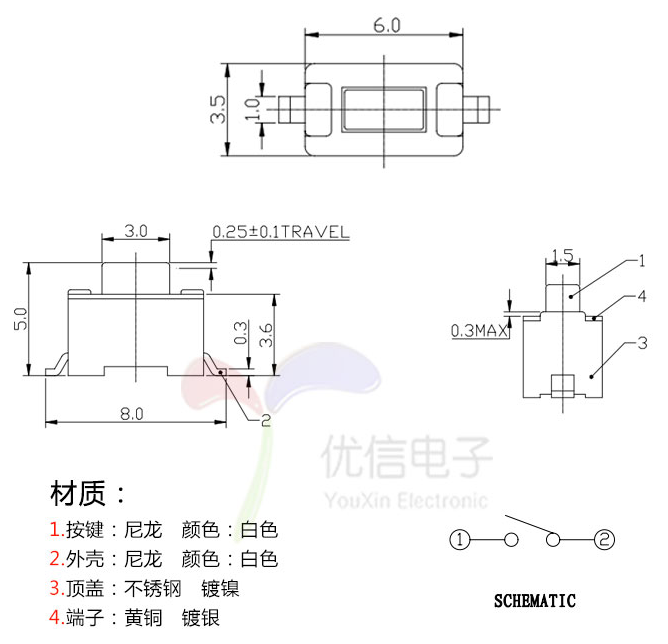 6.0
3.5
1.0
3.0
0.25±0.1TRAVEL
5.0
0.3
3.6
8.0
2
1.5
1
4
0.3MAX
3
优信电子
YouXin Electronic
材质：
1.按键：尼龙 颜色：白色
2.外壳：尼龙 颜色：白色
3.顶盖：不锈钢 镀镍
4.端子：黄铜 镀银
1 2
SCHEMATIC